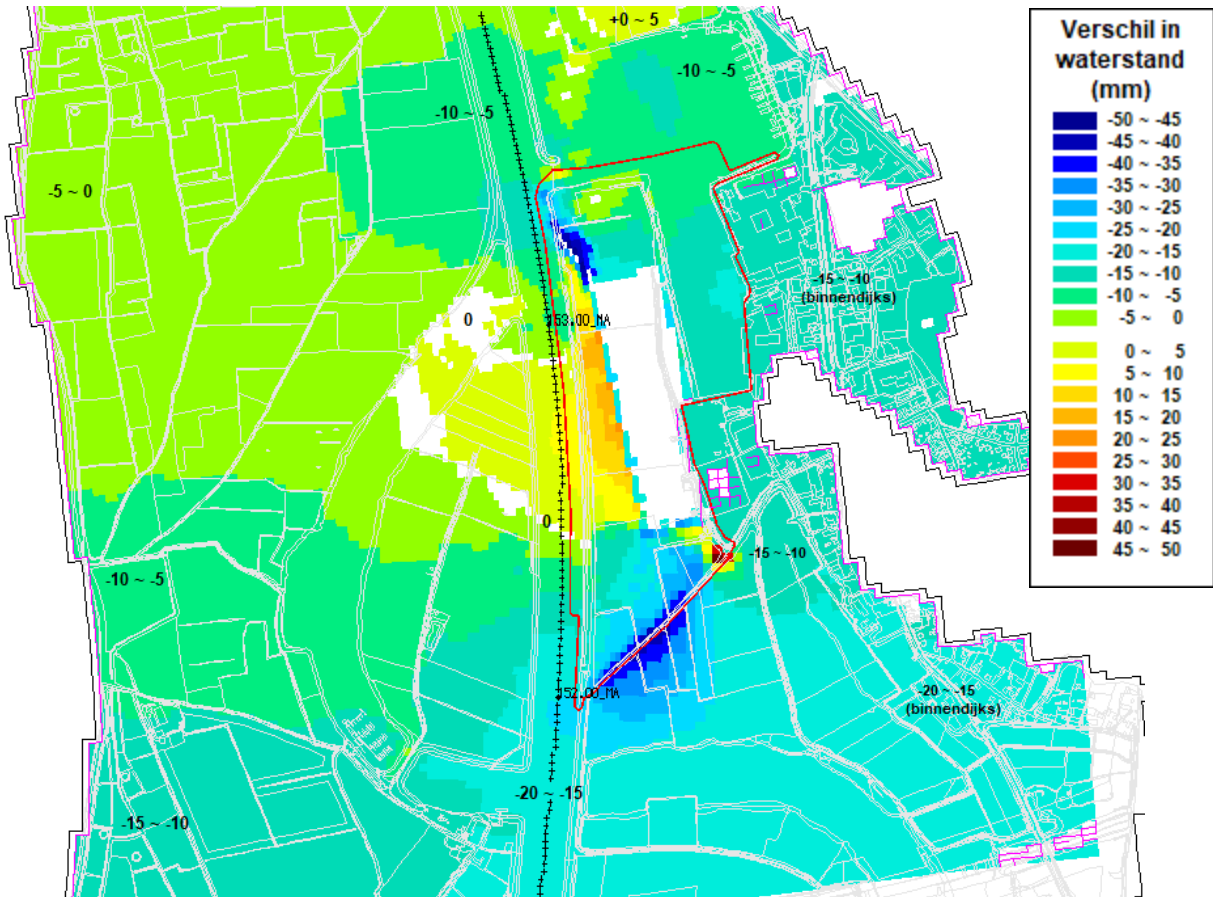 +0 ~ 5
-10 ~ -5
-10 ~ -5
-5 ~ 0
-15 ~ -10
(binnendijks)
0
153.00_MA
0
-15 ~ -10
-10 ~ -5
152.00_MA
-20 ~ -15
(binnendijks)
-20 ~ -15
-15 ~ -10
Verschil in
waterstand
(mm)
-50 ~ -45
-45 ~ -40
-40 ~ -35
-35 ~ -30
-30 ~ -25
-25 ~ -20
-20 ~ -15
-15 ~ -10
-10 ~ -5
-5 ~ 0
0 ~ 5
5 ~ 10
10 ~ 15
15 ~ 20
20 ~ 25
25 ~ 30
30 ~ 35
35 ~ 40
40 ~ 45
45 ~ 50